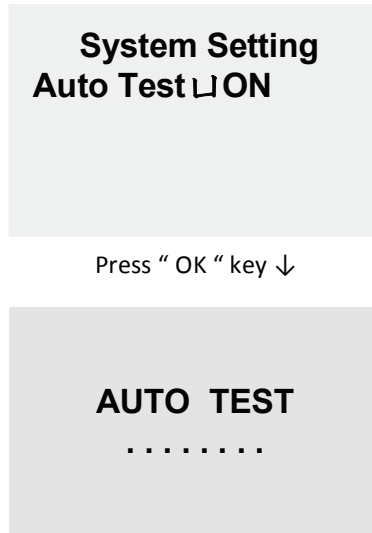 System Setting
Auto Test ㄩ ON
Press “ OK “ key ↓
AUTO TEST
. . . . . . . .